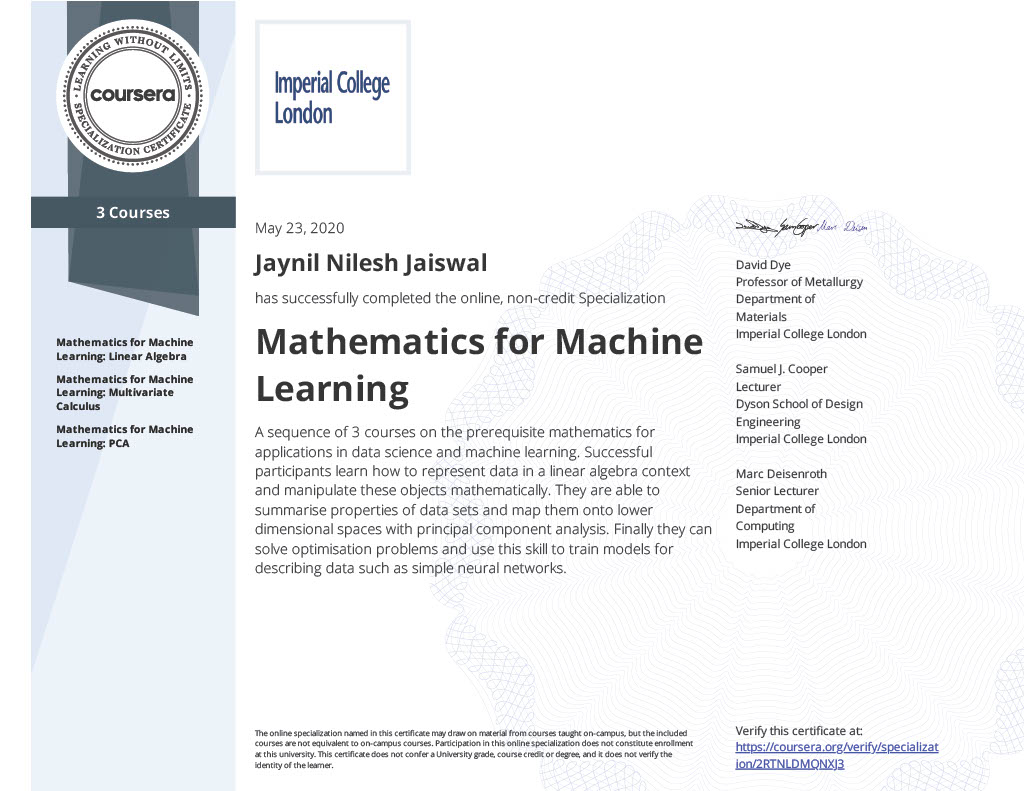 LEARNING WITHOUT LIMITS
coursera
SPECIALIZATION CERTIFICATE
3 Courses
Mathematics for Machine
Learning: Linear Algebra
Mathematics for Machine
Learning: Multivariate
Calculus
Mathematics for Machine
Learning: PCA
Imperial College
London
May 23, 2020
Jaynil Nilesh Jaiswal
has successfully completed the online, non-credit Specialization
Mathematics for Machine
Learning
A sequence of 3 courses on the prerequisite mathematics for
applications in data science and machine learning. Successful
participants learn how to represent data in a linear algebra context
and manipulate these objects mathematically. They are able to
summarise properties of data sets and map them onto lower
dimensional spaces with principal component analysis. Finally they can
solve optimisation problems and use this skill to train models for
describing data such as simple neural networks.
David Dye
Professor of Metallurgy
Department of
Materials
Imperial College London
Samuel J. Cooper
Lecturer
Dyson School of Design
Engineering
Imperial College London
Marc Deisenroth
Senior Lecturer
Department of
Computing
Imperial College London
The online specialization named in this certificate may draw on material from courses taught on-campus, but the included
courses are not equivalent to on-campus courses. Participation in this online specialization does not constitute enrollment
at this university. This certificate does not confer a University grade, course credit or degree, and it does not verify the
identity of the learner.
Verify this certificate at:
https://coursera.org/verify/specializat
ion/2RTNLDMQNXJ3